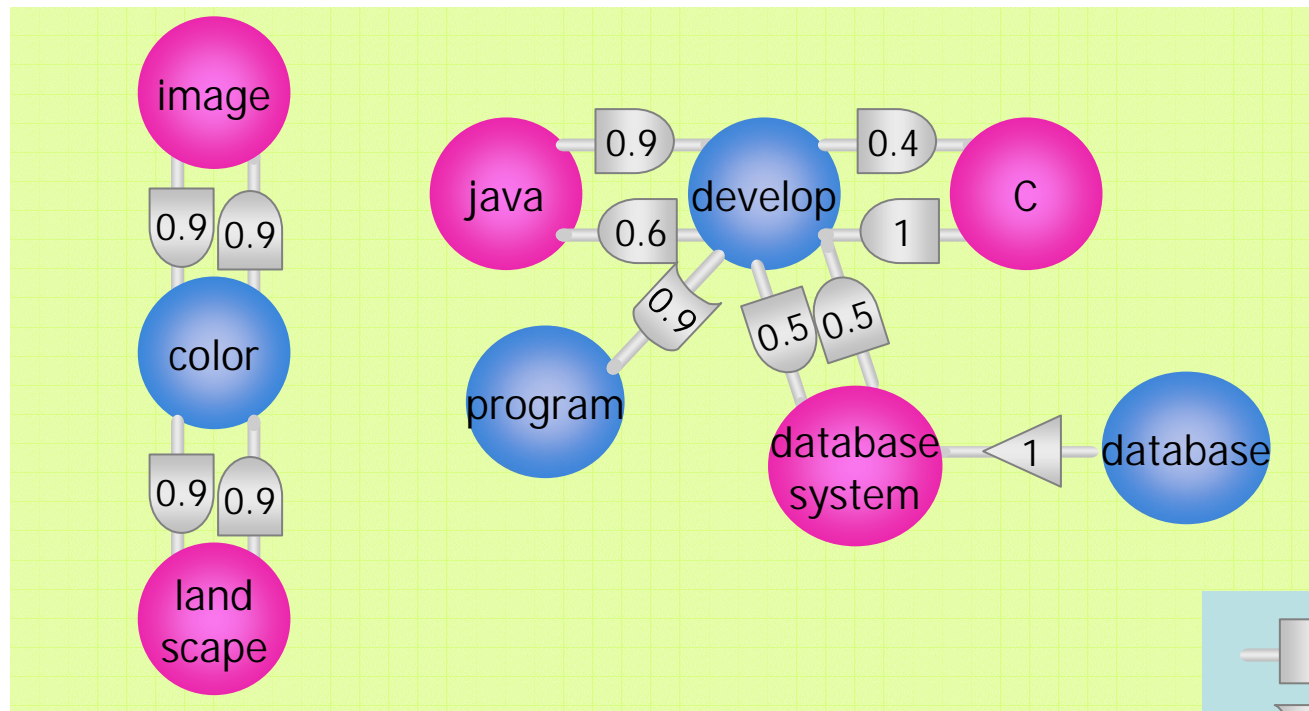 image
0.9
0.9
color
0.9
0.9
land
scape
java
0.9
develop
0.4
C
0.6
1
0.9
0.5
0.5
program
database
system
1
database